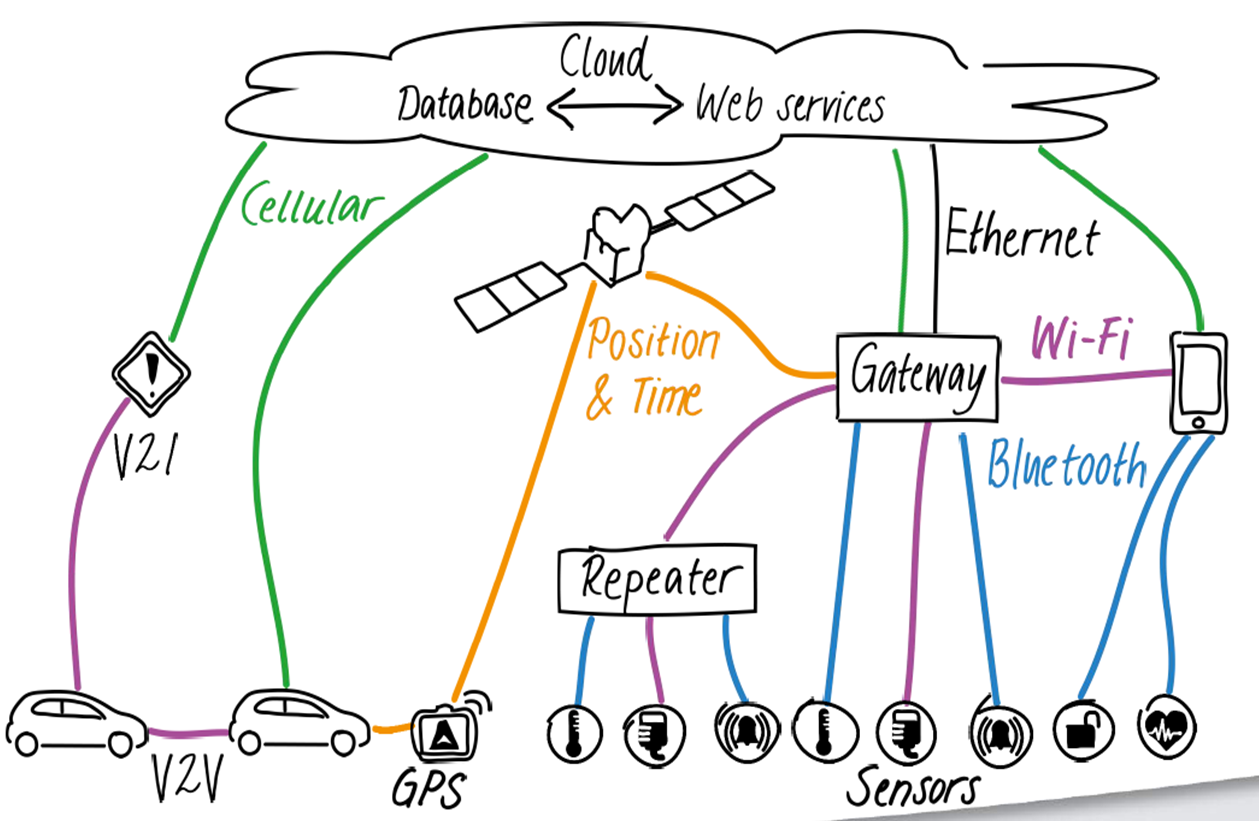 Cloud
Database Web services
Cellular
Ethernet
Position
& Time
Wi-Fi
Gateway
V2I
Bluetooth
Repeater
V2V
GPS
Sensors